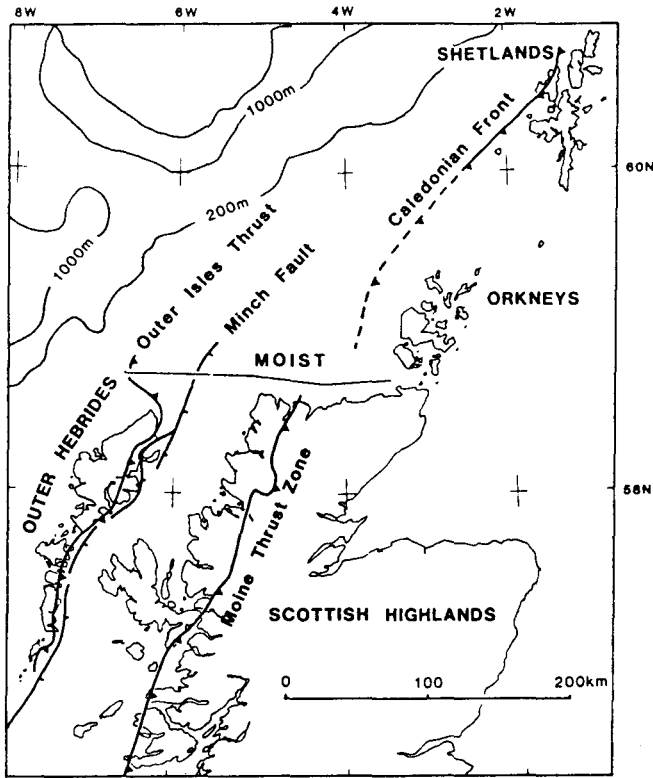 8W 6W 4W 2W
SHETLANDS
1000m
Caledonian Front
60N
200m
1000m
Outer Isles Thrust
Minch Fault
ORKNEYS
MOIST
OUTER HEBRIDES
58N
Moine Thrust Zone
SCOTTISH HIGHLANDS
0 100 200km